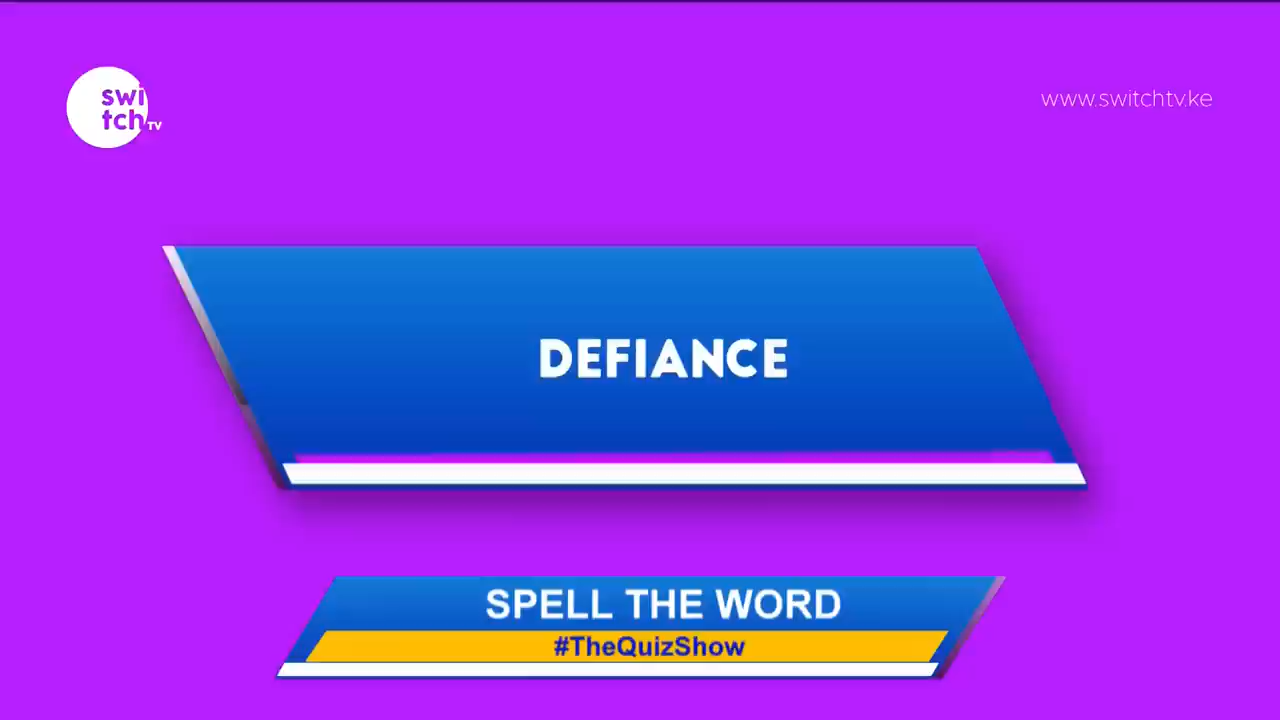 swi
tch TV
www.switchtv.ke
DEFIANCE
SPELL THE WORD
#TheQuizShow